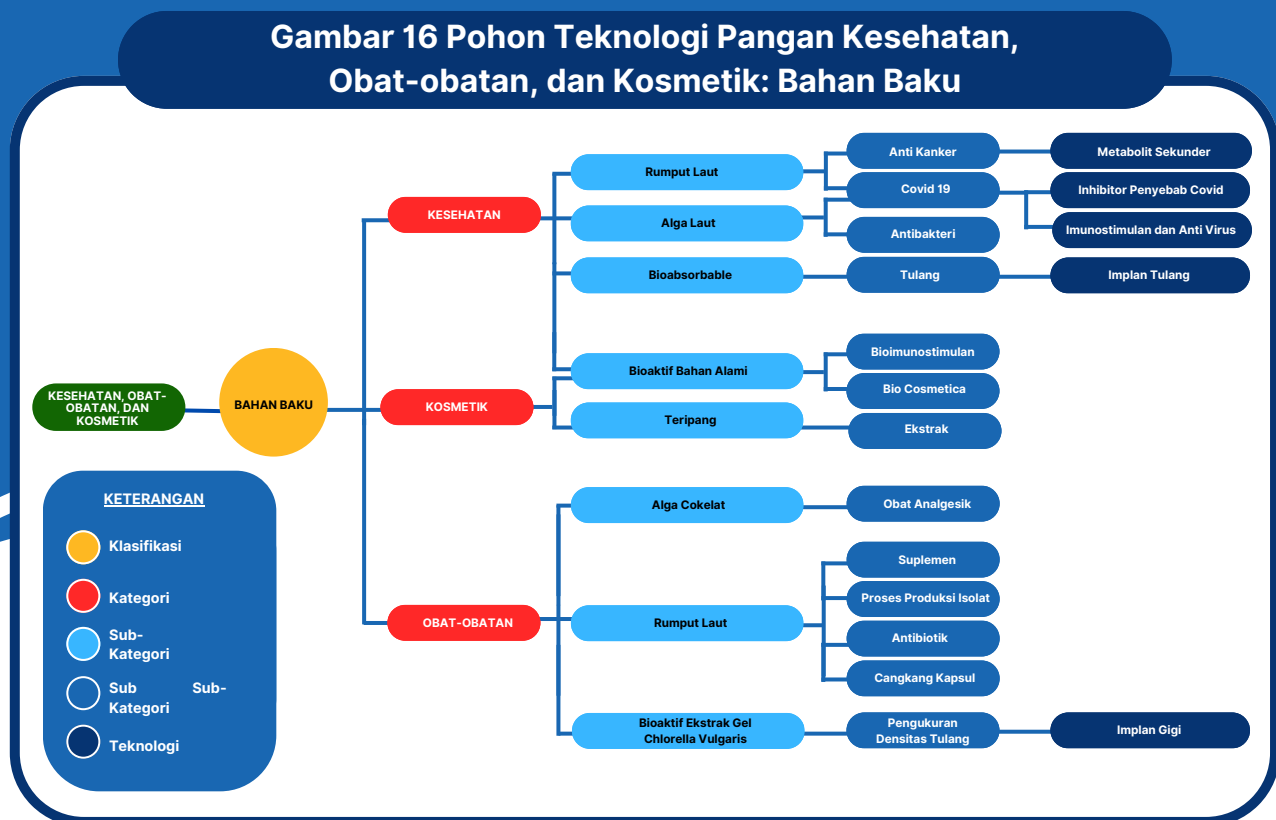 Gambar 16 Pohon Teknologi Pangan Kesehatan,
Obat-obatan, dan Kosmetik: Bahan Baku
KESEHATAN, OBAT-
OBATAN, DAN
KOSMETIK
BAHAN BAKU
KESEHATAN
Rumput Laut
Anti Kanker
Metabolit Sekunder
Covid 19
Inhibitor Penyebab Covid
Imunostimulan dan Anti Virus
Alga Laut
Antibakteri
Bioabsorbable
Tulang
Implan Tulang
Bioaktif Bahan Alami
Bioimunostimulan
Bio Cosmetica
KOSMETIK
Teripang
Ekstrak
OBAT-OBATAN
Alga Cokelat
Obat Analgesik
Rumput Laut
Suplemen
Proses Produksi Isolat
Antibiotik
Cangkang Kapsul
Bioaktif Ekstrak Gel
Chlorella Vulgaris
Pengukuran
Densitas Tulang
Implan Gigi
KETERANGAN
Klasifikasi
Kategori
Sub-
Kategori
Sub Sub-
Kategori
Teknologi